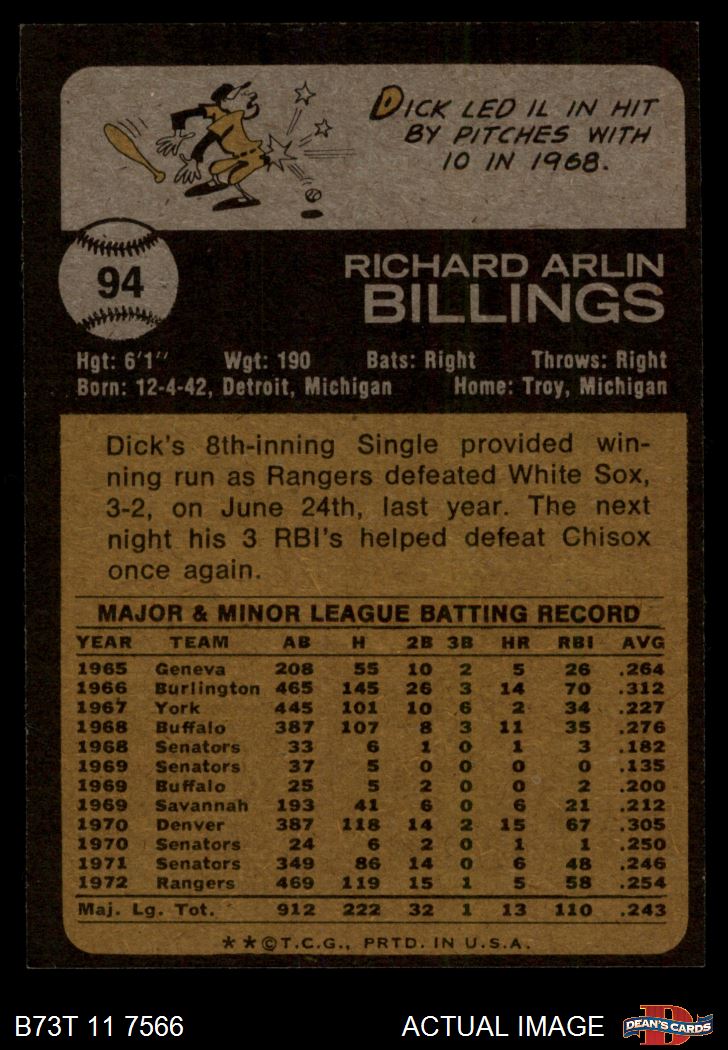 DICK LED IL IN HIT
BY PITCHES WITH
10 IN 1968.
94
RICHARD ARLIN
BILLINGS
Hgt: 6'1" Wgt: 190 Bats: Right Throws: Right
Born: 12-4-42, Detroit, Michigan Home: Troy, Michigan
Dick's 8th-inning Single provided win-
ning run as Rangers defeated White Sox,
3-2, on June 24th, last year. The next
night his 3 RBI's helped defeat Chisox
once again.
MAJOR & MINOR LEAGUE BATTING RECORD
YEAR TEAM AB H 2B 3B HR RBI AVG
1965 Geneva 208 55 10 2 5 26 .264
1966 Burlington 465 145 26 3 14 70 .312
1967 York 445 101 10 6 2 34 .227
1968 Buffalo 387 107 8 3 11 35 .276
1968 Senators 33 6 1 0 1 3 .182
1969 Senators 37 5 0 0 0 0 .135
1969 Buffalo 25 5 2 0 0 2 .200
1969 Savannah 193 41 6 0 6 21 .212
1970 Denver 387 118 14 2 15 67 .305
1970 Senators 24 6 2 0 1 1 .250
1971 Senators 349 86 14 0 6 48 .246
1972 Rangers 469 119 15 1 5 58 .254
Maj. Lg. Tot. 912 222 32 1 13 110 .243
**©T.C.G., PRTD. IN U.S.A.
B73T 11 7566 ACTUAL IMAGE D DEAN'S CARDS